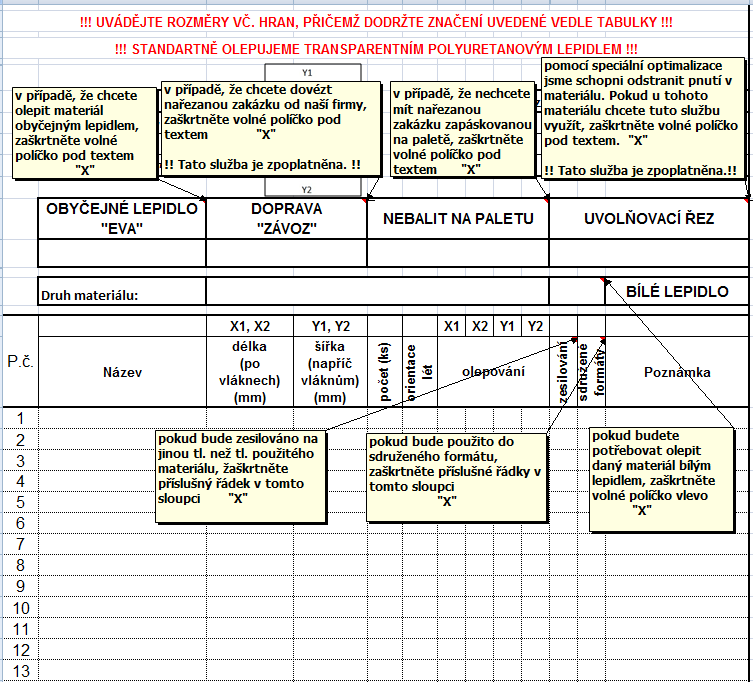 !!! UVÁDĚJTE ROZMĚRY VČ. HRAN, PŘIČEMŽ DODRŽTE ZNAČENÍ UVEDENÉ VEDLE TABULKY !!!
!!! STANDARTNĚ OLEPUJEME TRANSPARENTNÍM POLYURETANOVÝM LEPIDLEM !!!
Y1
v případě, že chcete
olepit materiál
obyčejným lepidlem,
zaškrtněte volné
políčko pod textem
"X"
v případě, že chcete dovézt
nařezanou zakázku od naší firmy,
zaškrtněte volné políčko pod
textem "X"
!! Tato služba je zpoplatněna. !!
v případě, že nechcete
mít nařezanou
zakázku zapáskovanou
na paletě, zaškrtněte
volné políčko pod
textem "X"
pomocí speciální optimalizace
jsme schopni odstranit pnutí v
materiálu. Pokud u tohoto
materiálu chcete tuto službu
využít, zaškrtněte volné políčko
pod textem. "X"
!! Tato služba je zpoplatněna.!!
Y2
OBYČEJNÉ LEPIDLO
"EVA"
DOPRAVA
"ZÁVOZ"
NEBALIT NA PALETU
UVOLŇOVACÍ ŘEZ
Druh materiálu:
BÍLÉ LEPIDLO
P.č.
Název
X1, X2
délka
(po
vláknech)
(mm)
Y1, Y2
šířka
(napříč
vláknům)
(mm)
počet (ks)
orientace
lét
X1 X2 Y1 Y2
olepování
zesilování
sdružené
formáty
Poznámka
1
2
3
4
5
6
7
8
9
10
11
12
13
pokud bude zesilováno na
jinou tl. než tl. použitého
materiálu, žaškrtněte
příslušný řádek v tomto
sloupci "X"
pokud bude použito do
sdruženého formátu,
zaškrtněte příslušné řádky v
tomto sloupci
"X"
pokud budete
potřebovat olepit
daný materiál bílým
lepidlem, zaškrtněte
volné políčko vlevo
"X"